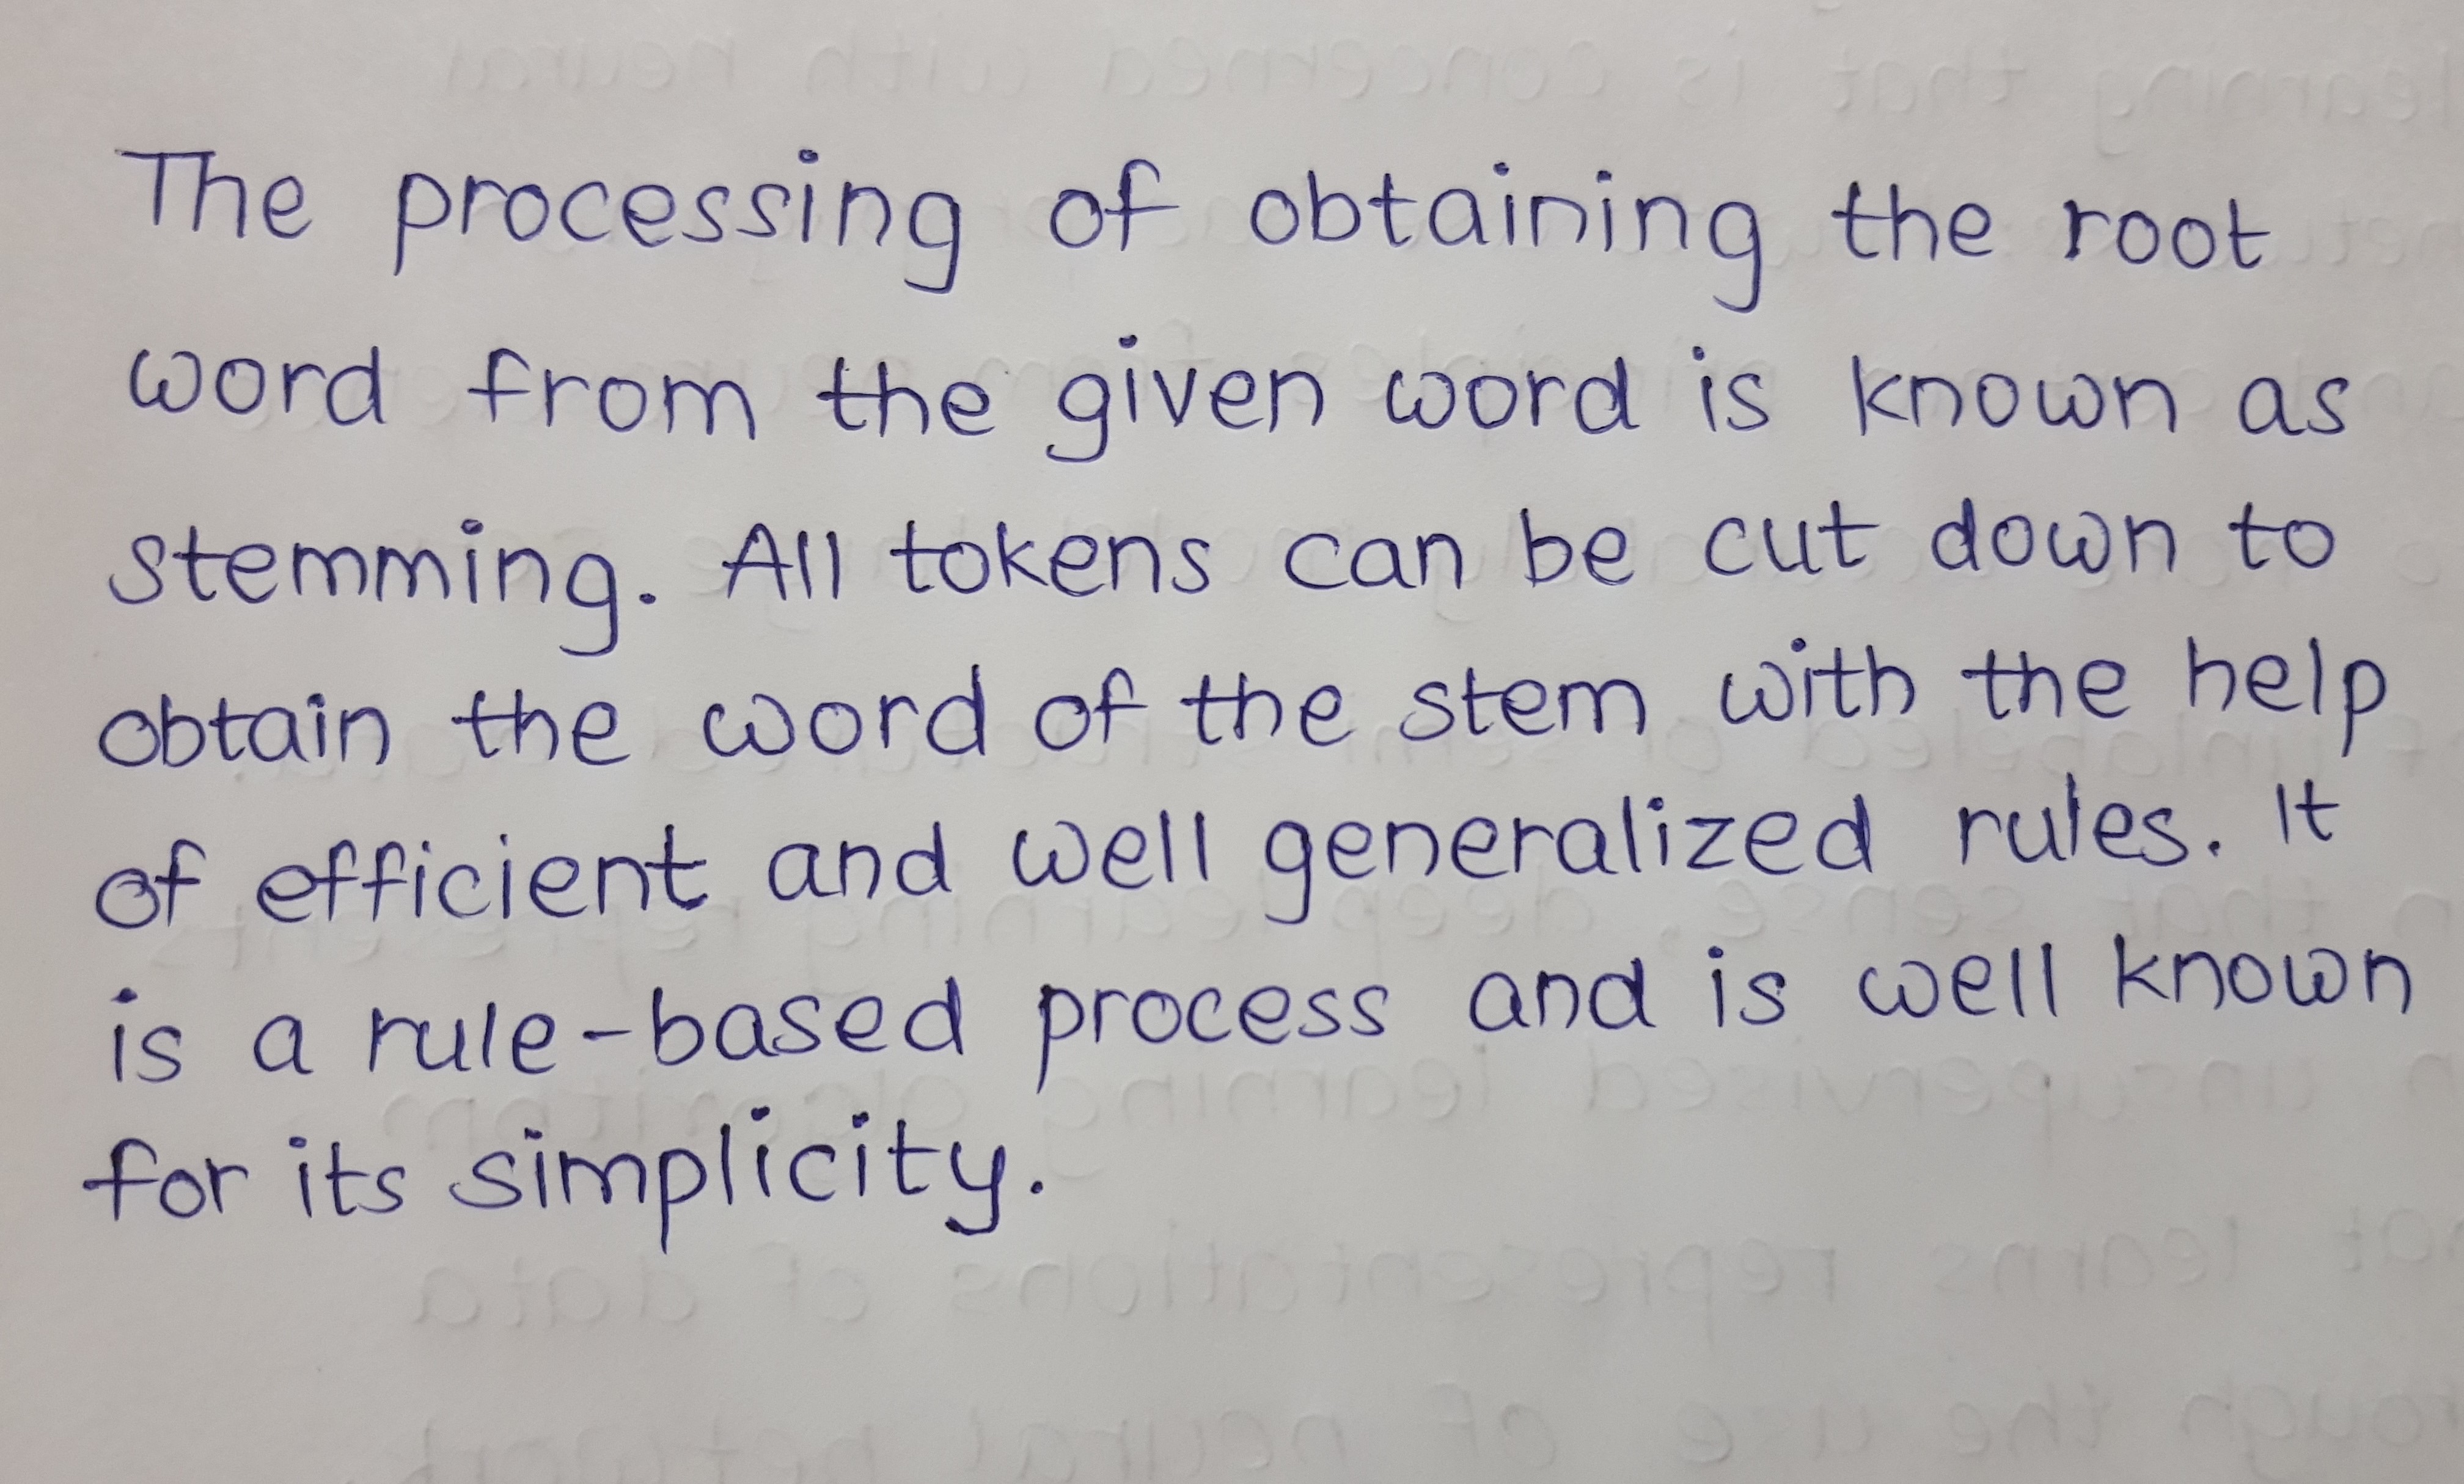 The processing of obtaining the root
word from the given word is known as
stemming. All tokens can be cut down to
obtain the word of the stem with the help
of efficient and well generalized rules. It
is a rule-based process and is well known
for its simplicity.